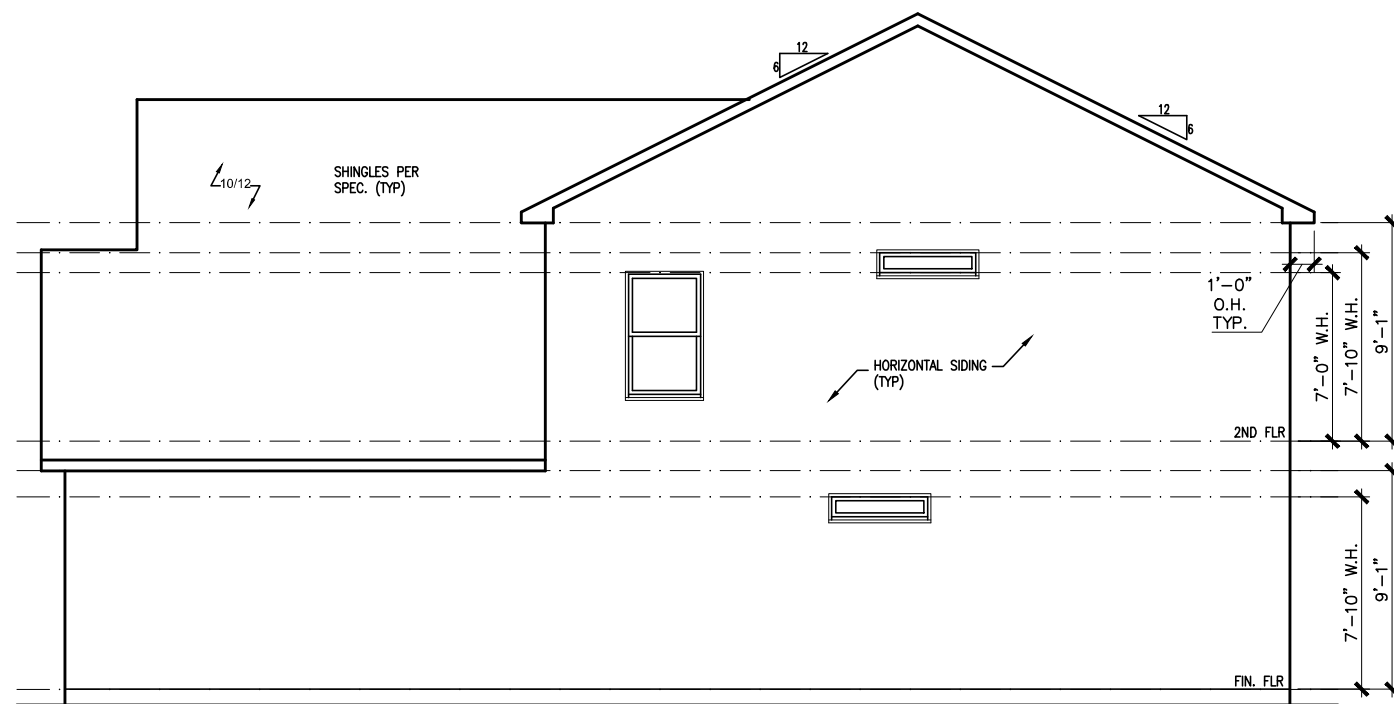 12
6
12
6
SHINGLES PER
SPEC. (TYP)
10/12
1'-0"
O.H.
TYP.
HORIZONTAL SIDING
(TYP)
7'-0" W.H.
7'-10" W.H.
9'-1"
2ND FLR
7'-10" W.H.
9'-1"
FIN. FLR